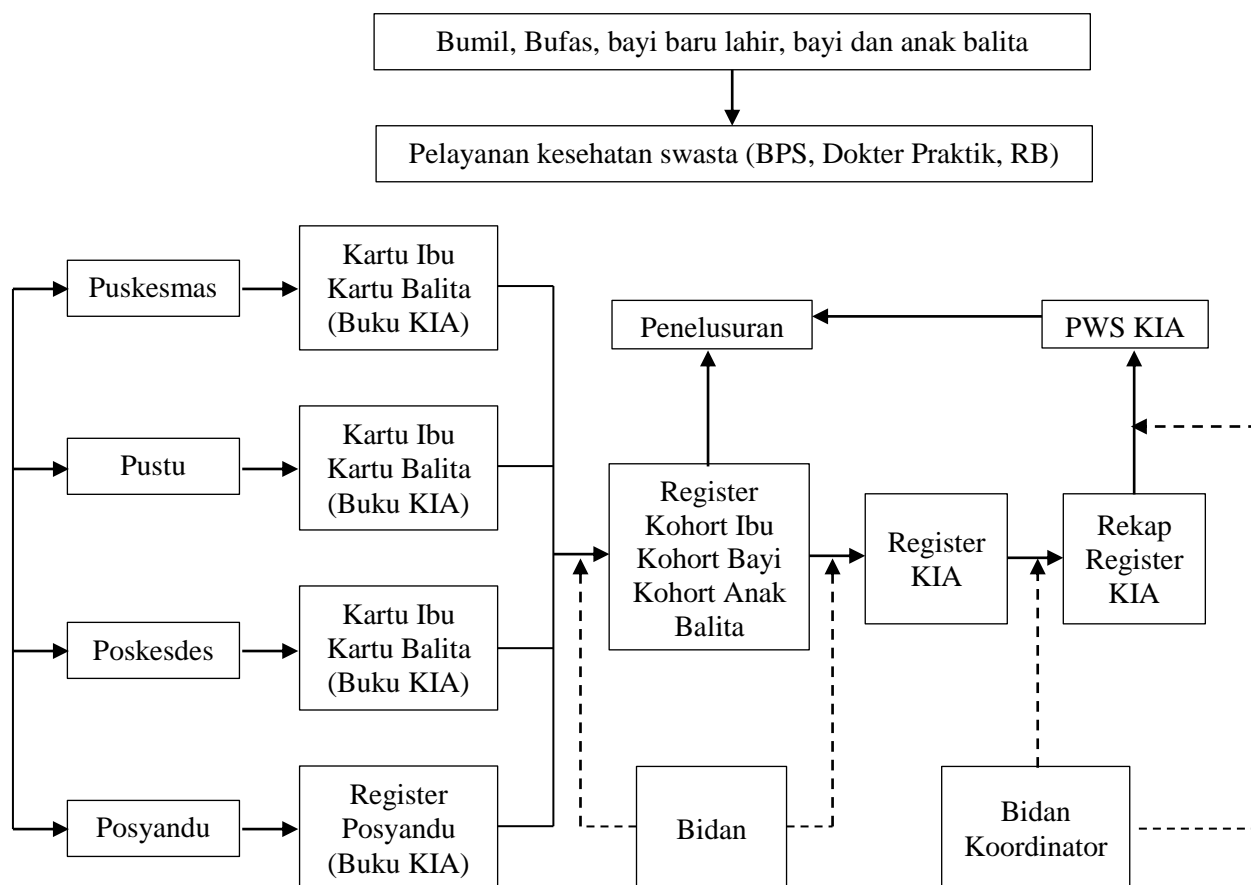 Bumil, Bufas, bayi baru lahir, bayi dan anak balita
Pelayanan kesehatan swasta (BPS, Dokter Praktik, RB)
Puskesmas
Kartu Ibu
Kartu Balita
(Buku KIA)
Penelusuran
PWS KIA
Pustu
Kartu Ibu
Kartu Balita
(Buku KIA)
Register
Kohort Ibu
Kohort Bayi
Kohort Anak
Balita
Register
KIA
Rekap
Register
KIA
Poskesdes
Kartu Ibu
Kartu Balita
(Buku KIA)
Posyandu
Register
Posyandu
(Buku KIA)
Bidan
Bidan
Koordinator